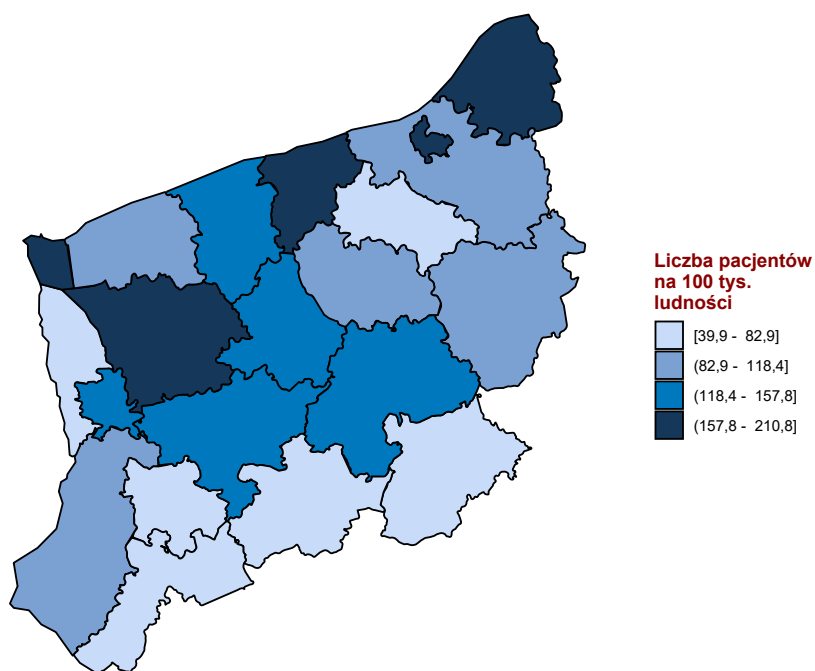 Liczba pacjentów
na 100 tys.
ludności
[39,9 - 82,9]
(82,9 - 118,4]
(118,4 - 157,8]
(157,8 - 210,8]